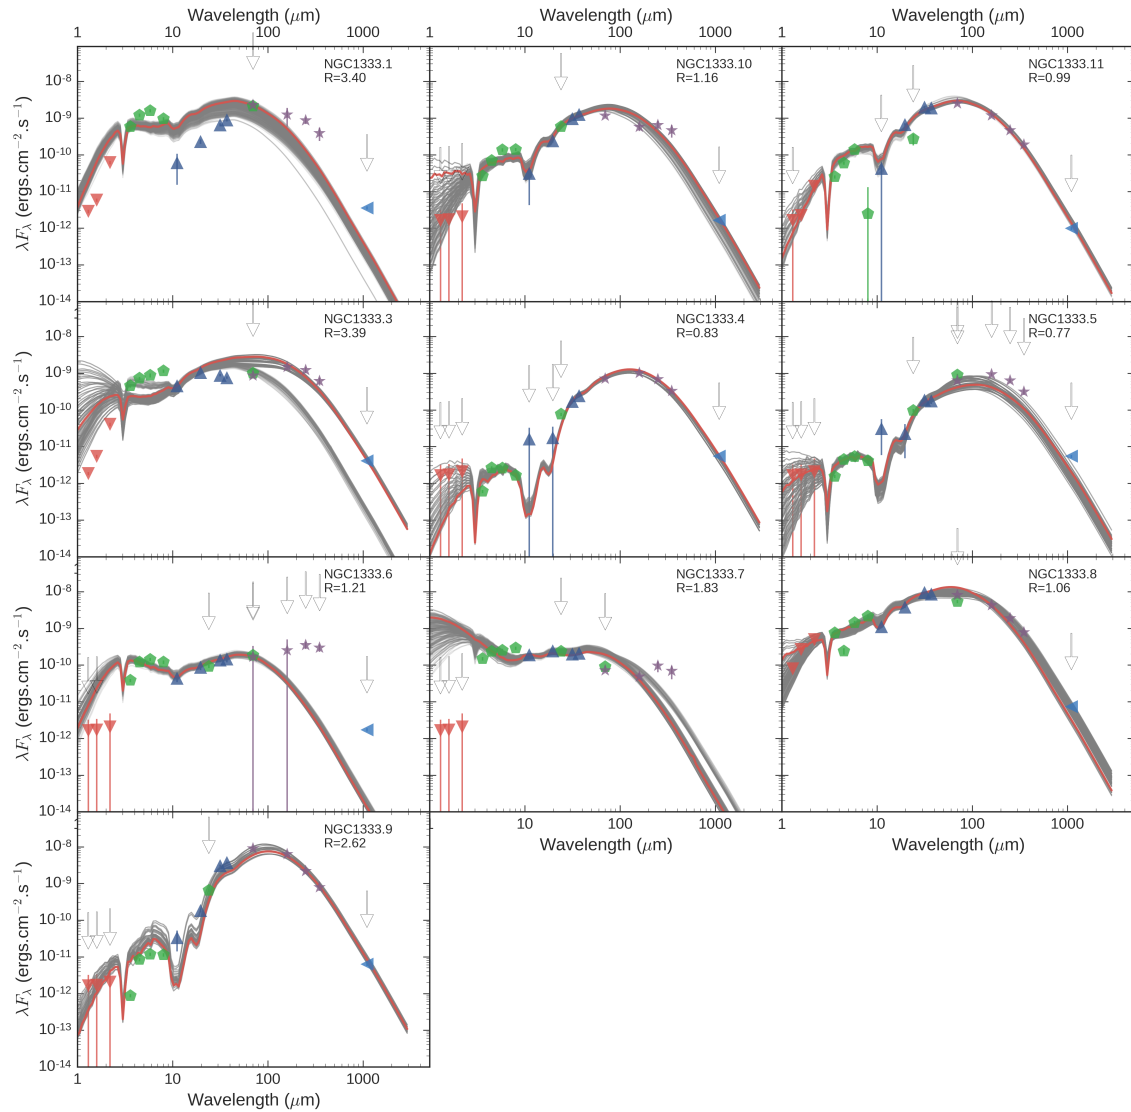 Wavelength (μm) Wavelength (μm) Wavelength (μm)
1 10 100 1000 10 100 1000 1 10 100 1000
NGC1333.1 NGC1333.10 NGC1333.11
R=3.40 R=1.16 R=0.99
10⁻⁸
10⁻⁹
10⁻¹⁰
10⁻¹¹
10⁻¹²
10⁻¹³
10⁻¹⁴
λF_λ (ergs.cm⁻².s⁻¹)
NGC1333.3 NGC1333.4 NGC1333.5
R=3.39 R=0.83 R=0.77
10⁻⁸
10⁻⁹
10⁻¹⁰
10⁻¹¹
10⁻¹²
10⁻¹³
10⁻¹⁴
λF_λ (ergs.cm⁻².s⁻¹)
NGC1333.6 NGC1333.7 NGC1333.8
R=1.21 R=1.83 R=1.06
10⁻⁸
10⁻⁹
10⁻¹⁰
10⁻¹¹
10⁻¹²
10⁻¹³
10⁻¹⁴
λF_λ (ergs.cm⁻².s⁻¹)
10 100 1000 1 10 100 1000
Wavelength (μm) Wavelength (μm)
NGC1333.9
R=2.62
10⁻⁸
10⁻⁹
10⁻¹⁰
10⁻¹¹
10⁻¹²
10⁻¹³
10⁻¹⁴
λF_λ (ergs.cm⁻².s⁻¹)
1 10 100 1000
Wavelength (μm)